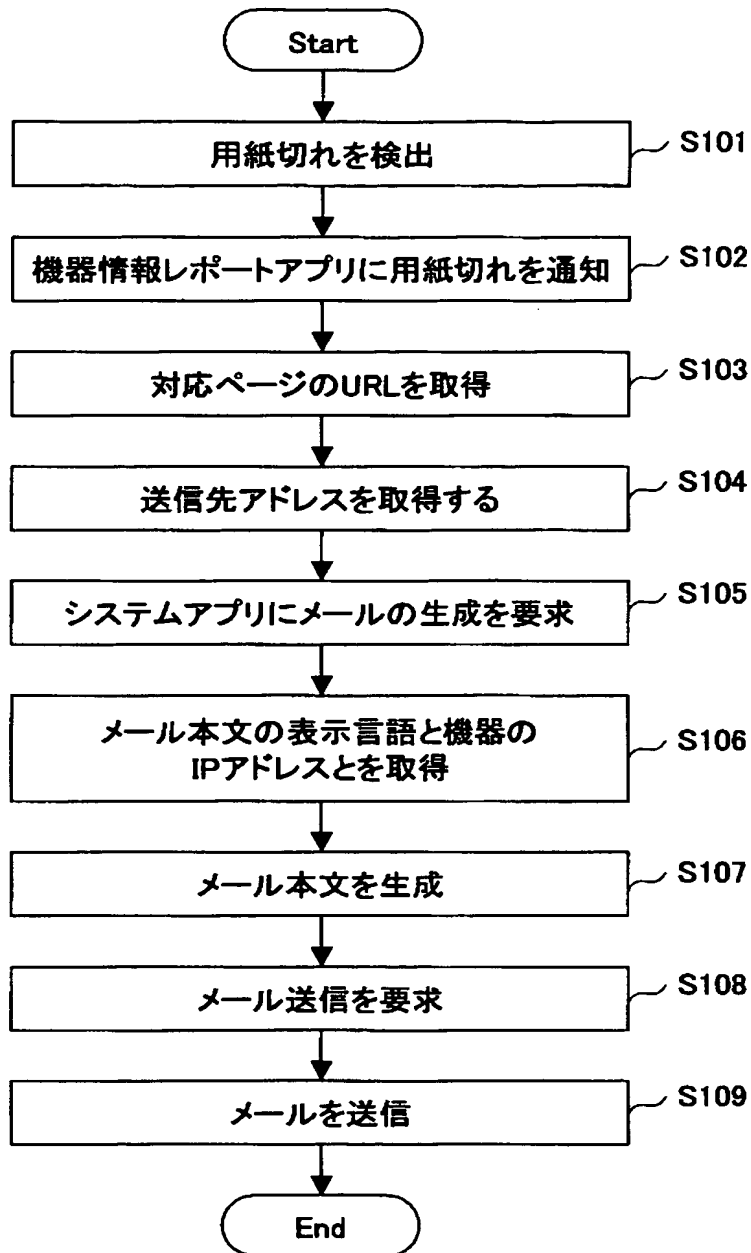 Start
用紙切れを検出
S101
機器情報レポートアプリに用紙切れを通知
S102
対応ページのURLを取得
S103
送信先アドレスを取得する
S104
システムアプリにメールの生成を要求
S105
メール本文の表示言語と機器の
IPアドレスとを取得
S106
メール本文を生成
S107
メール送信を要求
S108
メールを送信
S109
End